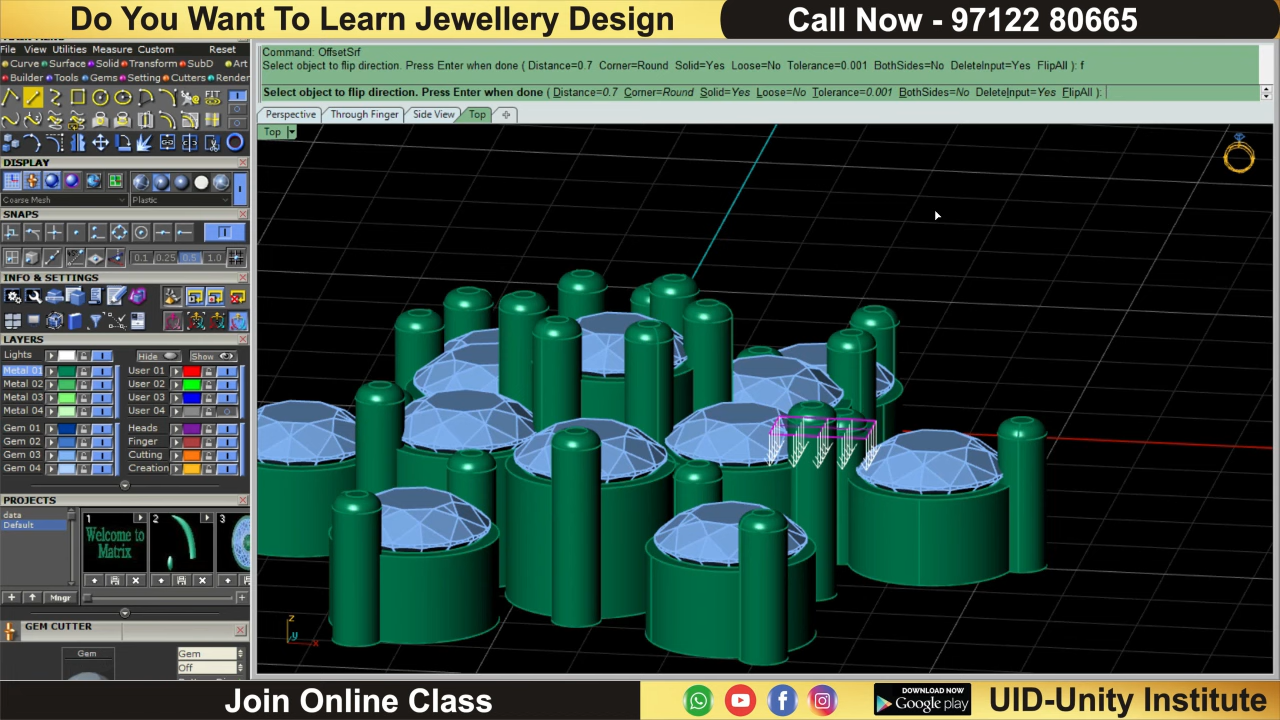 Do You Want To Learn Jewellery Design
Call Now - 97122 80665
File View Utilities Measure Custom Reset
Curve Surface Solid Transform SubD Art
Builder Tools Gems Setting Cutters Render
DISPLAY
Coarse Mesh Plastic
SNAPS
0.1 0.25 0.5 1.0
INFO & SETTINGS
LAYERS
Lights Hide Show
Metal 01 User 01
Metal 02 User 02
Metal 03 User 03
Metal 04 User 04
Gem 01 Heads
Gem 02 Finger
Gem 03 Cutting
Gem 04 Creation
PROJECTS
data
Default
1 2 3
Welcome to Matrix
Mngr
GEM CUTTER
Gem Gem
Off
Command: OffsetSrf
Select object to flip direction. Press Enter when done ( Distance=0.7 Corner=Round Solid=Yes Loose=No Tolerance=0.001 BothSides=No DeleteInput=Yes FlipAll ): f
Select object to flip direction. Press Enter when done ( Distance=0.7 Corner=Round Solid=Yes Loose=No Tolerance=0.001 BothSides=No DeleteInput=Yes FlipAll ):
Perspective Through Finger Side View Top
Top
z
y
x
Join Online Class
DOWNLOAD NOW
Google play
UID-Unity Institute